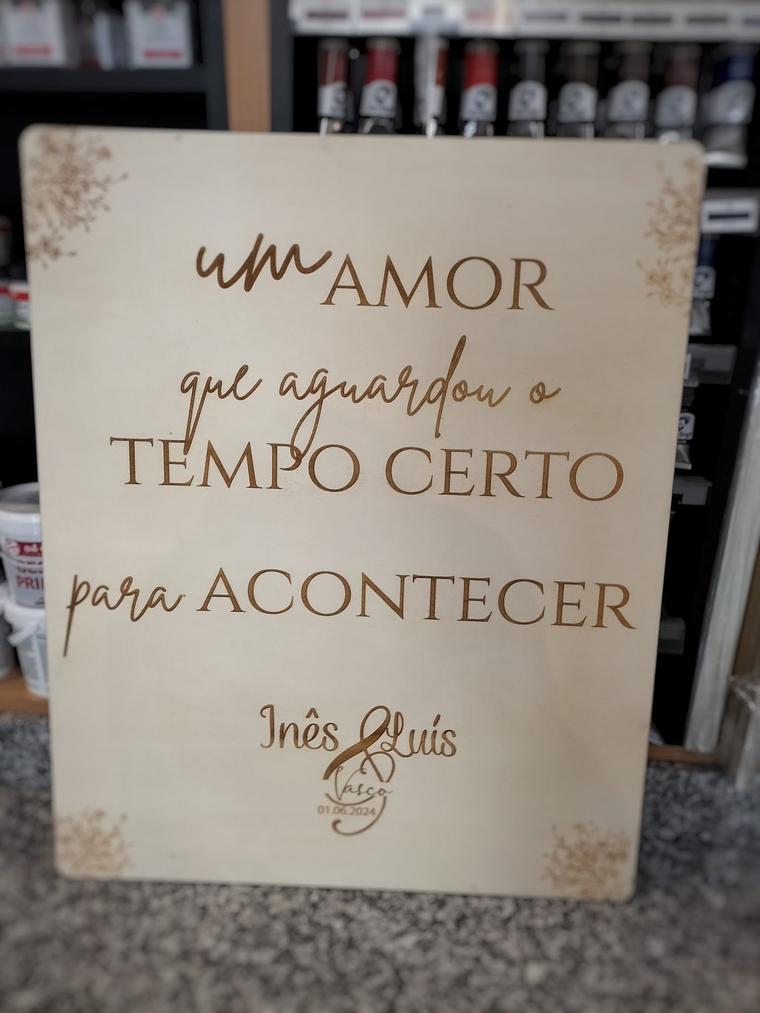 um AMOR
que aguardou o
TEMPO CERTO
para ACONTECER
Inês & Luís
Vasco
01.06.2024